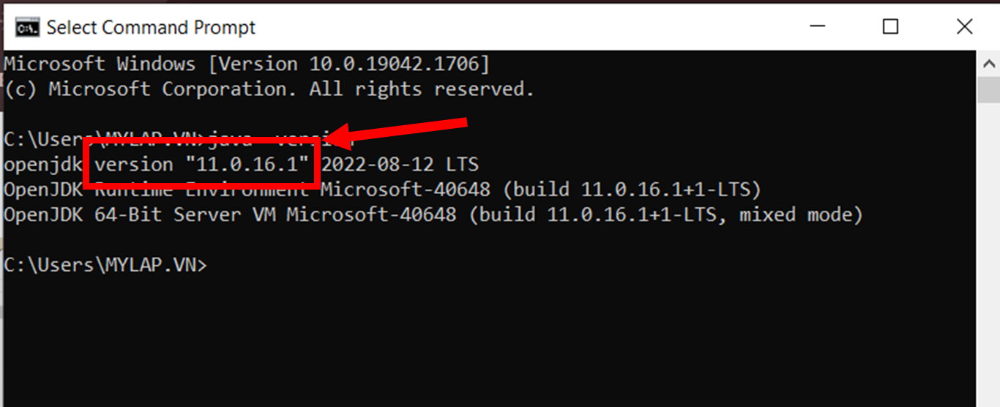 Select Command Prompt
Microsoft Windows [Version 10.0.19042.1706]
(c) Microsoft Corporation. All rights reserved.
C:\Users\MYLAP.VN>java -version
openjdk version "11.0.16.1" 2022-08-12 LTS
OpenJDK Runtime Environment Microsoft-40648 (build 11.0.16.1+1-LTS)
OpenJDK 64-Bit Server VM Microsoft-40648 (build 11.0.16.1+1-LTS, mixed mode)
C:\Users\MYLAP.VN>